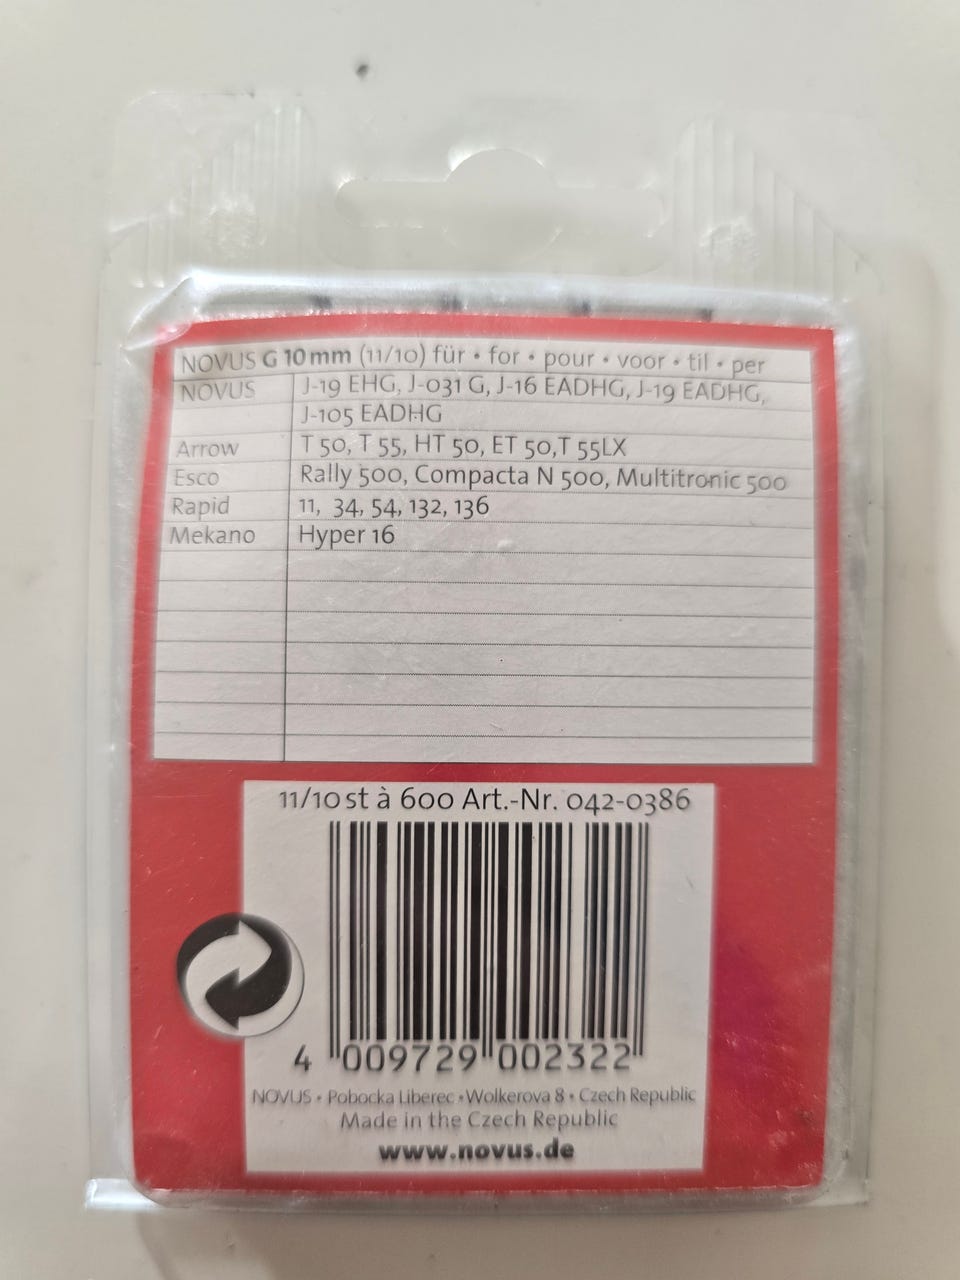 NOVUS G 10mm (11/10) für • for • pour • voor • til • per
NOVUS J-19 EHG, J-031 G, J-16 EADHG, J-19 EADHG,
J-105 EADHG
Arrow T 50, T 55, HT 50, ET 50,T 55LX
Esco Rally 500, Compacta N 500, Multitronic 500
Rapid 11, 34, 54, 132, 136
Mekano Hyper 16
11/10 st à 600 Art.-Nr. 042-0386
4 009729 002322
NOVUS • Pobocka Liberec • Wolkerova 8 • Czech Republic
Made in the Czech Republic
www.novus.de